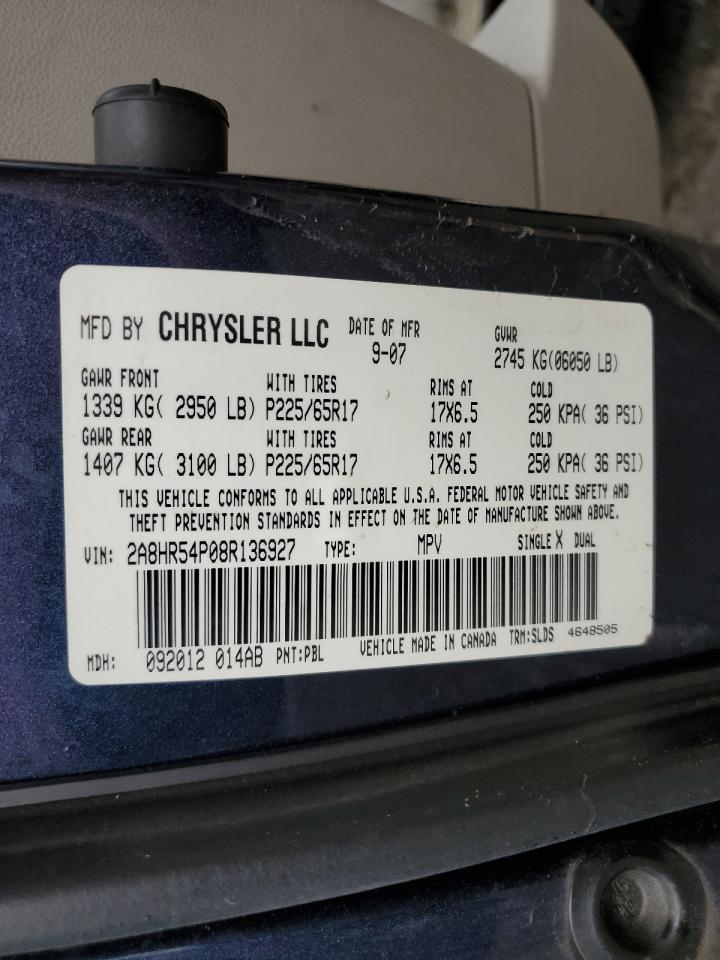 MFD BY CHRYSLER LLC DATE OF MFR GVWR
9-07 2745 KG(06050 LB)
GAWR FRONT WITH TIRES RIMS AT COLD
1339 KG( 2950 LB) P225/65R17 17X6.5 250 KPA( 36 PSI)
GAWR REAR WITH TIRES RIMS AT COLD
1407 KG( 3100 LB) P225/65R17 17X6.5 250 KPA( 36 PSI)
THIS VEHICLE CONFORMS TO ALL APPLICABLE U.S.A. FEDERAL MOTOR VEHICLE SAFETY AND
THEFT PREVENTION STANDARDS IN EFFECT ON THE DATE OF MANUFACTURE SHOWN ABOVE.
VIN: 2A8HR54P08R136927 TYPE: MPV SINGLE X DUAL
MDH: 092012 014AB PNT:PBL VEHICLE MADE IN CANADA TRM:SLDS 4648505